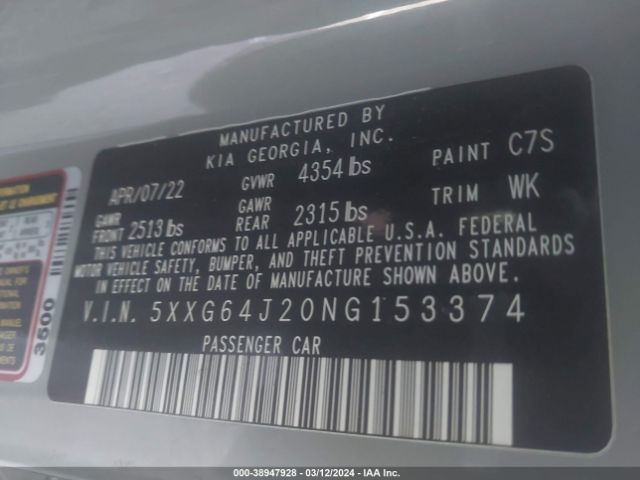 MANUFACTURED BY
KIA GEORGIA, INC.
APR/07/22 GVWR 4354 lbs PAINT C7S
GAWR FRONT 2513 lbs GAWR REAR 2315 lbs TRIM WK
THIS VEHICLE CONFORMS TO ALL APPLICABLE U.S.A. FEDERAL
MOTOR VEHICLE SAFETY, BUMPER, AND THEFT PREVENTION STANDARDS
IN EFFECT ON THE DATE OF MANUFACTURE SHOWN ABOVE.
V.I.N. 5XXG64J20NG153374
PASSENGER CAR
3500
000-38947928 - 03/12/2024 - IAA Inc.